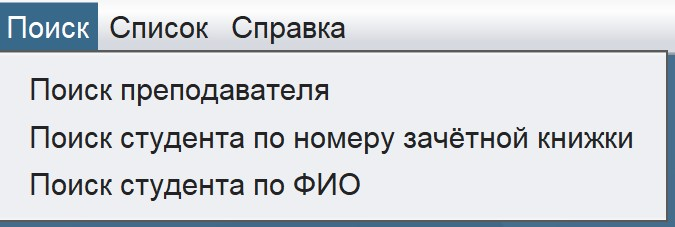 Поиск Список Справка
Поиск преподавателя
Поиск студента по номеру зачётной книжки
Поиск студента по ФИО